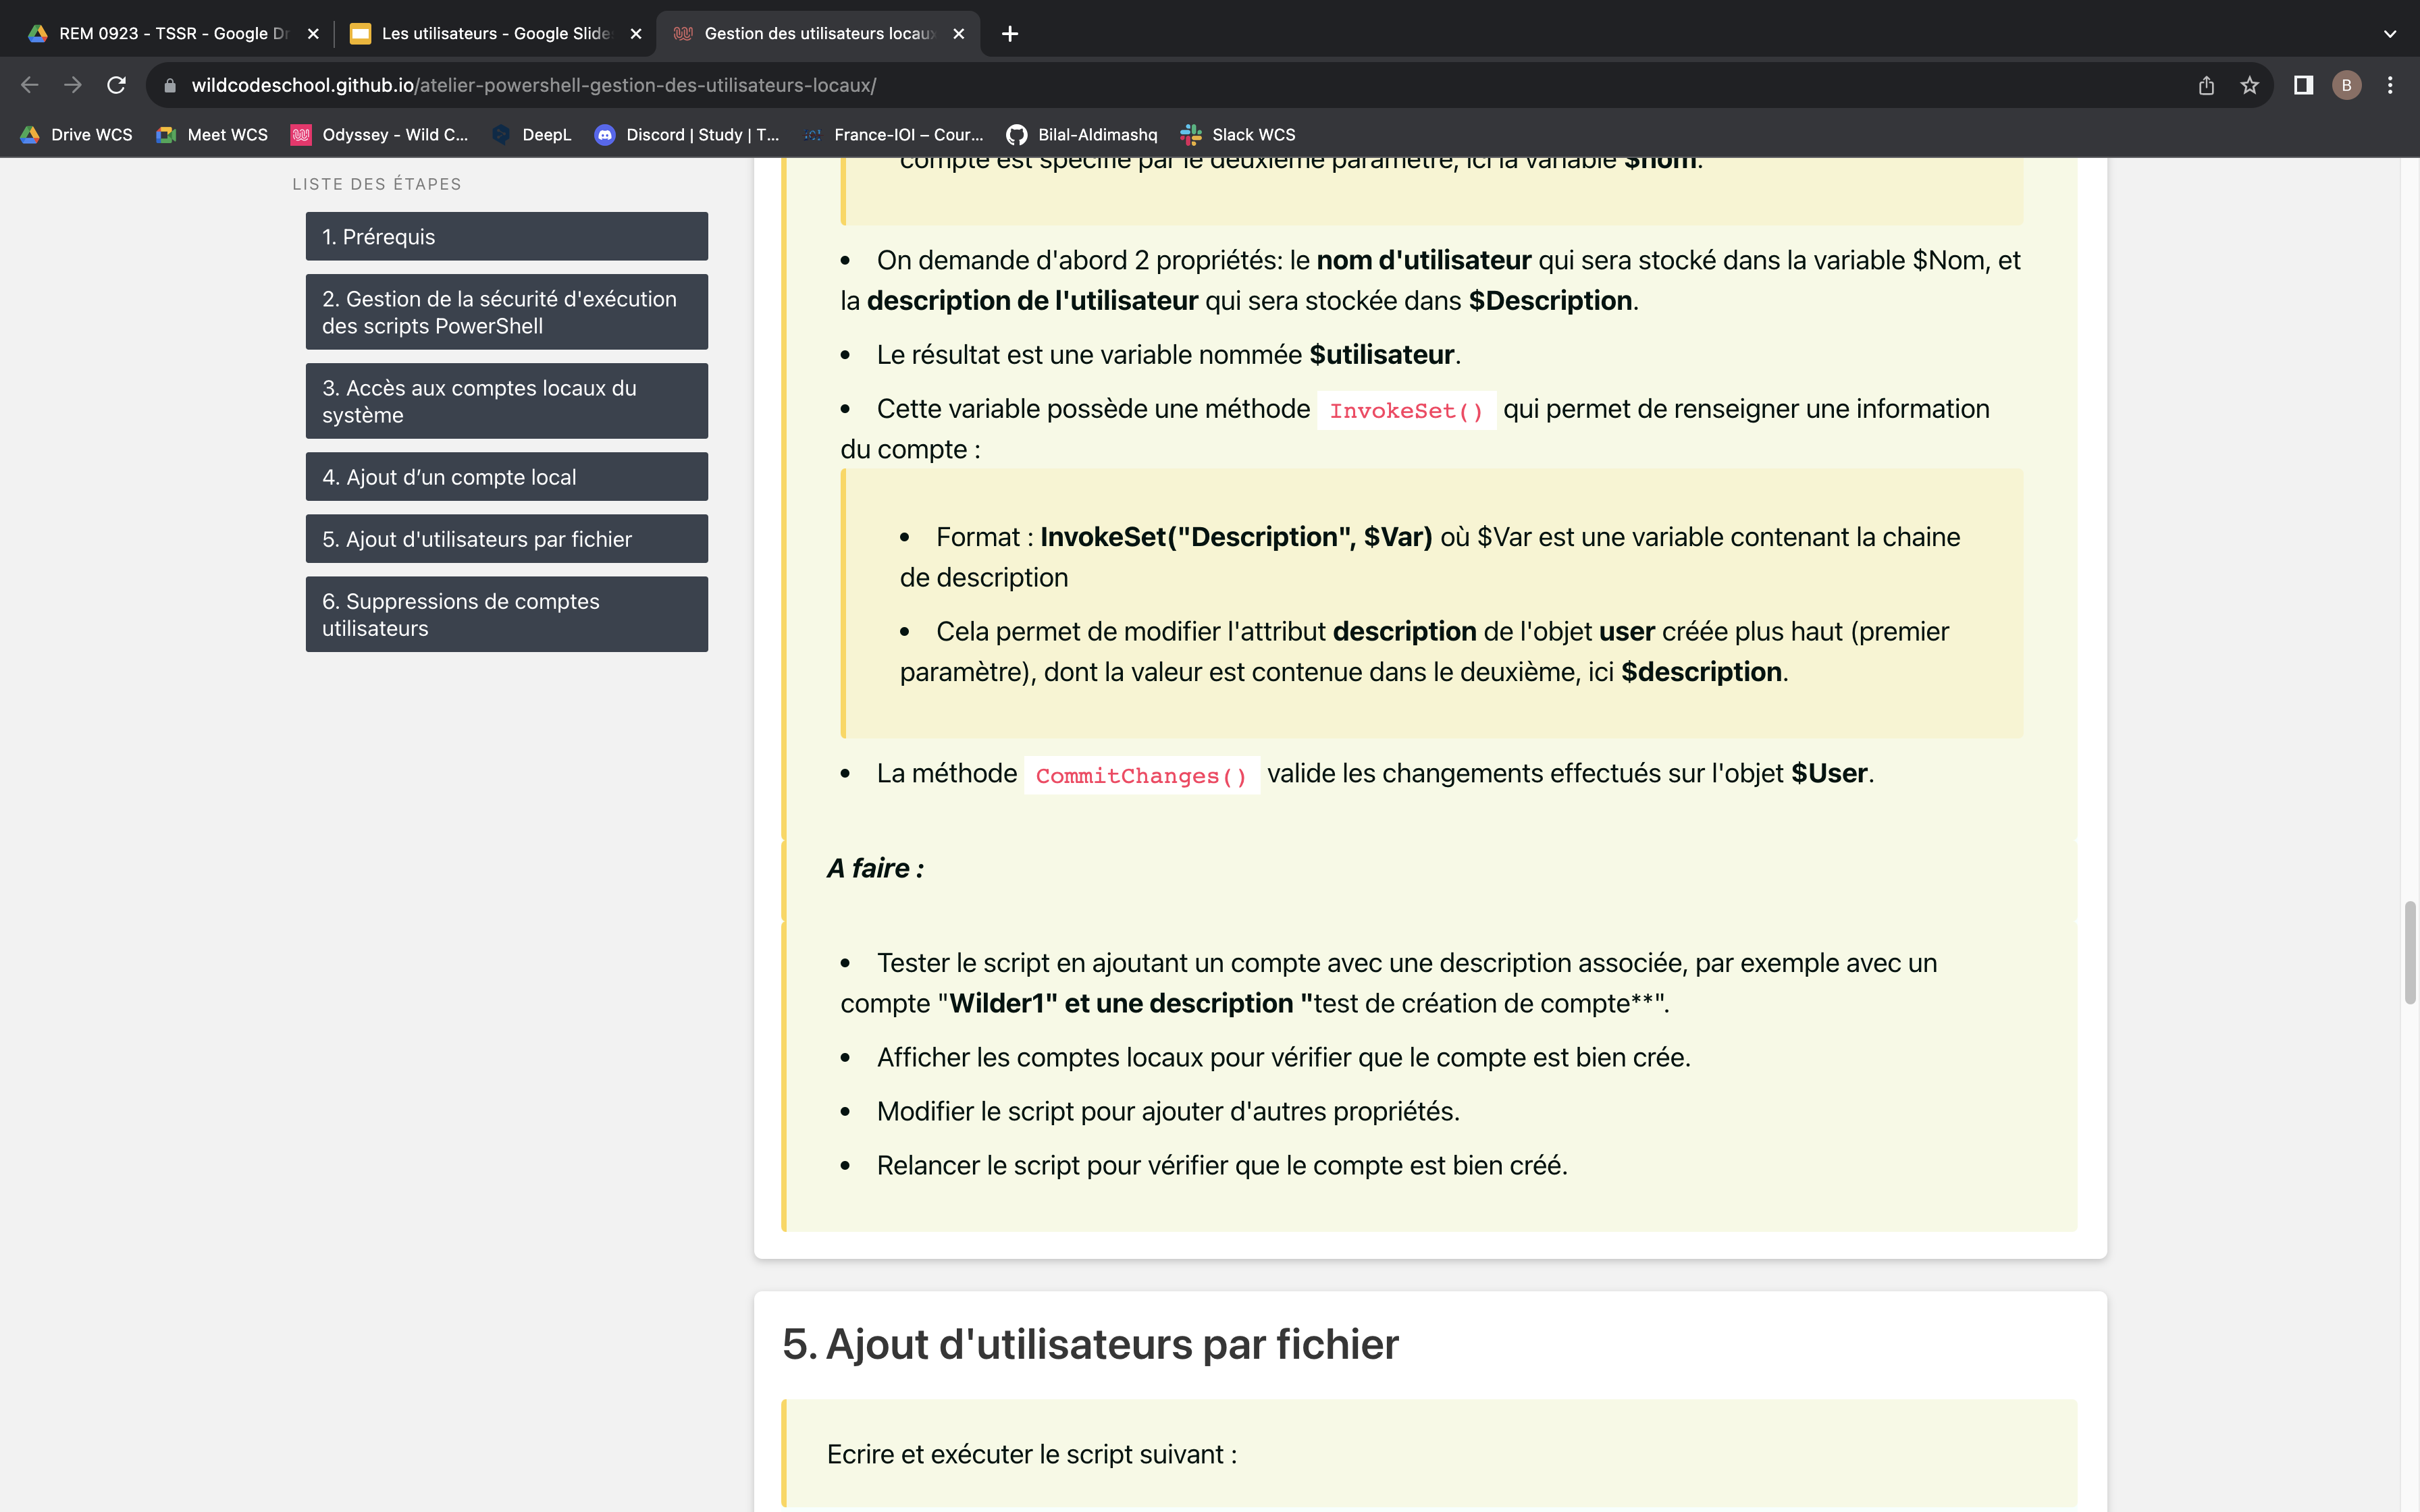 REM 0923 - TSSR - Google Dr
Les utilisateurs - Google Slide
Gestion des utilisateurs locaux
wildcodeschool.github.io/atelier-powershell-gestion-des-utilisateurs-locaux/
B
Drive WCS
Meet WCS
Odyssey - Wild C...
DeepL
Discord | Study | T...
France-IOI – Cour...
Bilal-Aldimashq
Slack WCS
LISTE DES ÉTAPES
1. Prérequis
2. Gestion de la sécurité d'exécution
des scripts PowerShell
3. Accès aux comptes locaux du
système
4. Ajout d’un compte local
5. Ajout d'utilisateurs par fichier
6. Suppressions de comptes
utilisateurs
compte est spécifié par le deuxième paramètre, ici la variable $nom.
• On demande d'abord 2 propriétés: le nom d'utilisateur qui sera stocké dans la variable $Nom, et
la description de l'utilisateur qui sera stockée dans $Description.
• Le résultat est une variable nommée $utilisateur.
• Cette variable possède une méthode InvokeSet() qui permet de renseigner une information
du compte :
• Format : InvokeSet("Description", $Var) où $Var est une variable contenant la chaine
de description
• Cela permet de modifier l'attribut description de l'objet user créée plus haut (premier
paramètre), dont la valeur est contenue dans le deuxième, ici $description.
• La méthode CommitChanges() valide les changements effectués sur l'objet $User.
A faire :
• Tester le script en ajoutant un compte avec une description associée, par exemple avec un
compte "Wilder1" et une description "test de création de compte**".
• Afficher les comptes locaux pour vérifier que le compte est bien crée.
• Modifier le script pour ajouter d'autres propriétés.
• Relancer le script pour vérifier que le compte est bien créé.
5. Ajout d'utilisateurs par fichier
Ecrire et exécuter le script suivant :